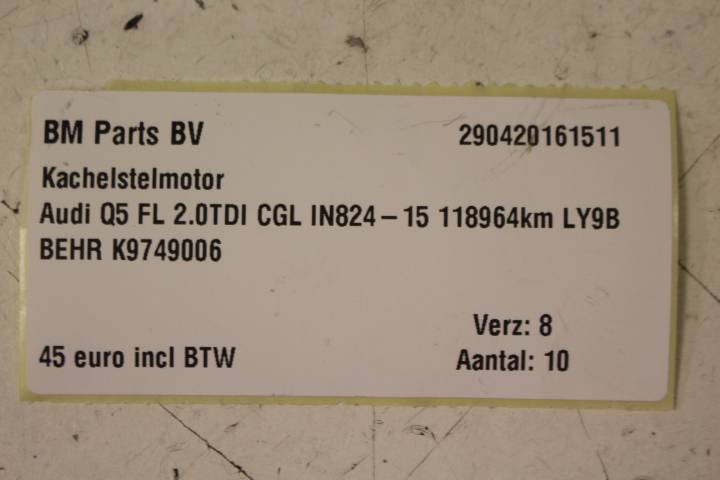 BM Parts BV 290420161511
Kachelstelmotor
Audi Q5 FL 2.0TDI CGL IN824-15 118964km LY9B
BEHR K9749006
Verz: 8
45 euro incl BTW Aantal: 10